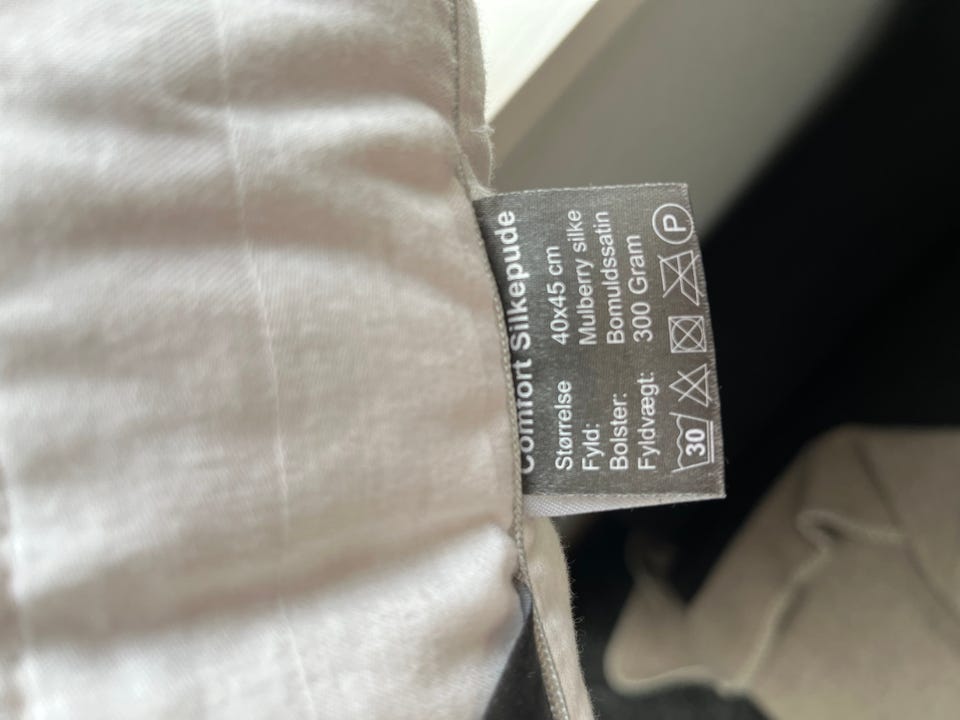 Comfort Silkepude
Størrelse 40x45 cm
Fyld: Mulberry silke
Bolster: Bomuldssatin
Fyldvægt: 300 Gram
30 P